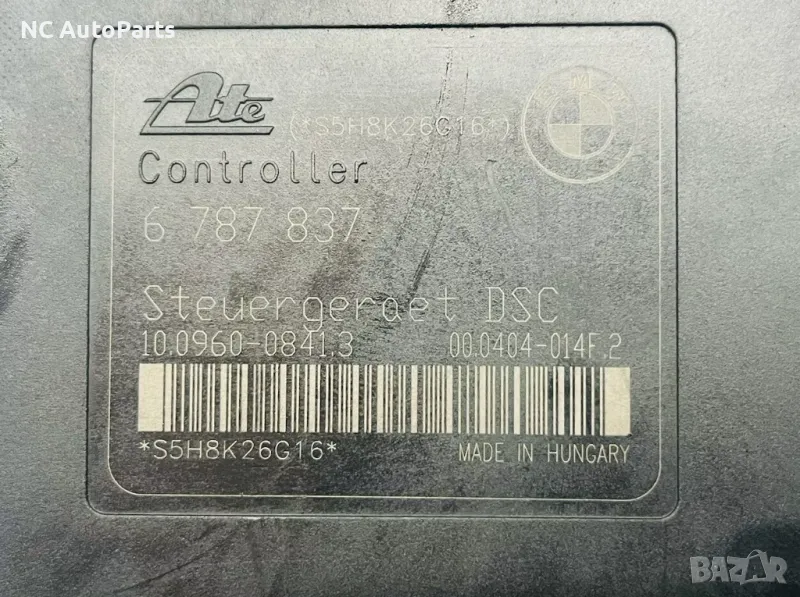 NC AutoParts
Ate (*S5H8K26G16*)
Controller
6 787 837
Steuergeraet DSC
10.0960-0841.3 00.0404-014F.2
*S5H8K26G16* MADE IN HUNGARY
BAZAR